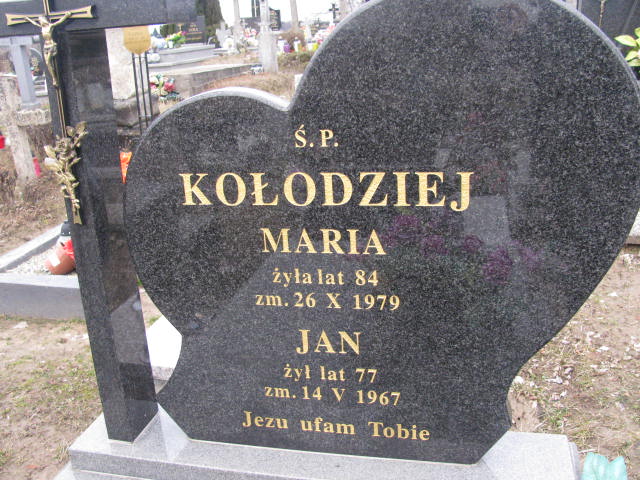 Ś.P.
KOŁODZIEJ
MARIA
żyła lat 84
zm. 26 X 1979
JAN
żył lat 77
zm. 14 V 1967
Jezu ufam Tobie